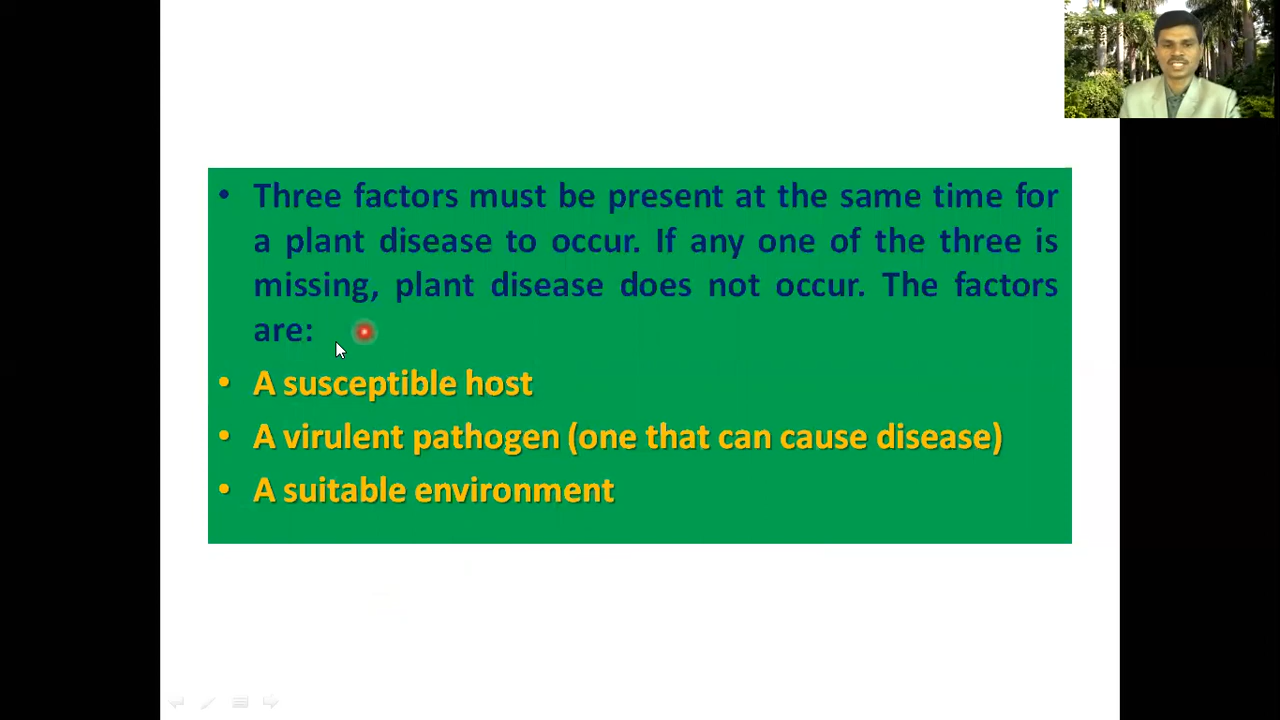 • Three factors must be present at the same time for
a plant disease to occur. If any one of the three is
missing, plant disease does not occur. The factors
are:
• A susceptible host
• A virulent pathogen (one that can cause disease)
• A suitable environment